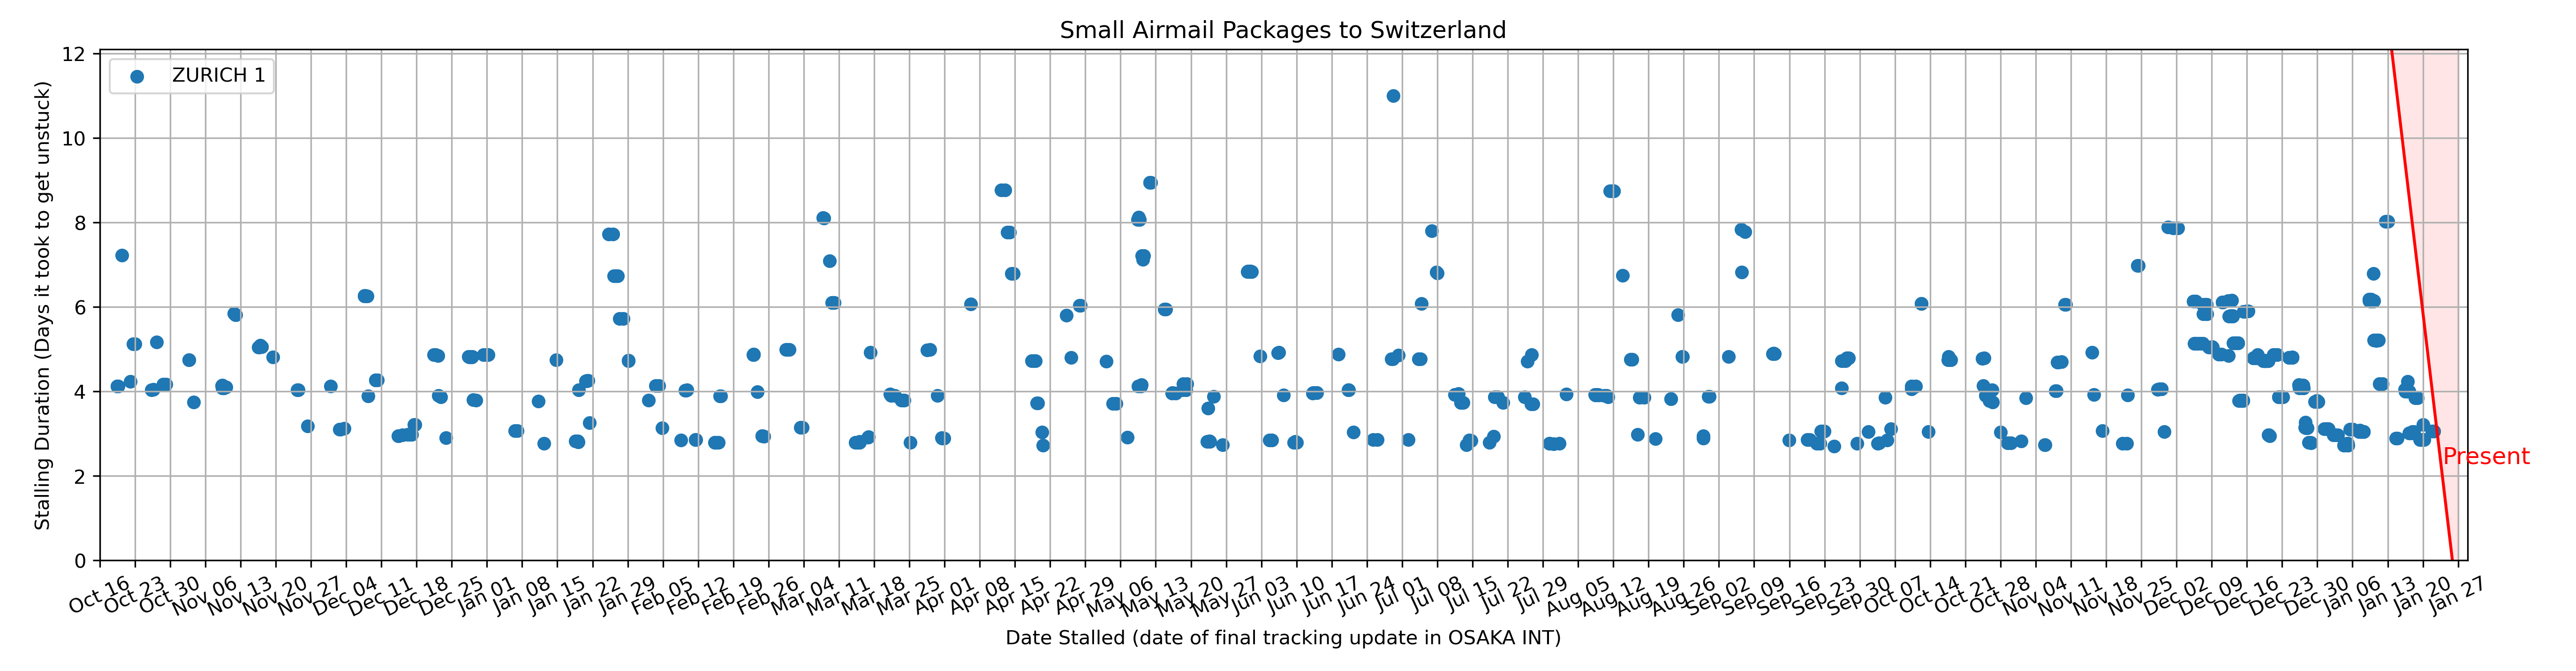 Small Airmail Packages to Switzerland
ZURICH 1
Stalling Duration (Days it took to get unstuck)
12
10
8
6
4
2
0
Present
Oct 16 Oct 23 Oct 30 Nov 06 Nov 13 Nov 20 Nov 27 Dec 04 Dec 11 Dec 18 Dec 25 Jan 01 Jan 08 Jan 15 Jan 22 Jan 29 Feb 05 Feb 12 Feb 19 Feb 26 Mar 04 Mar 11 Mar 18 Mar 25 Apr 01 Apr 08 Apr 15 Apr 22 Apr 29 May 06 May 13 May 20 May 27 Jun 03 Jun 10 Jun 17 Jun 24 Jul 01 Jul 08 Jul 15 Jul 22 Jul 29 Aug 05 Aug 12 Aug 19 Aug 26 Sep 02 Sep 09 Sep 16 Sep 23 Sep 30 Oct 07 Oct 14 Oct 21 Oct 28 Nov 04 Nov 11 Nov 18 Nov 25 Dec 02 Dec 09 Dec 16 Dec 23 Dec 30 Jan 06 Jan 13 Jan 20 Jan 27
Date Stalled (date of final tracking update in OSAKA INT)